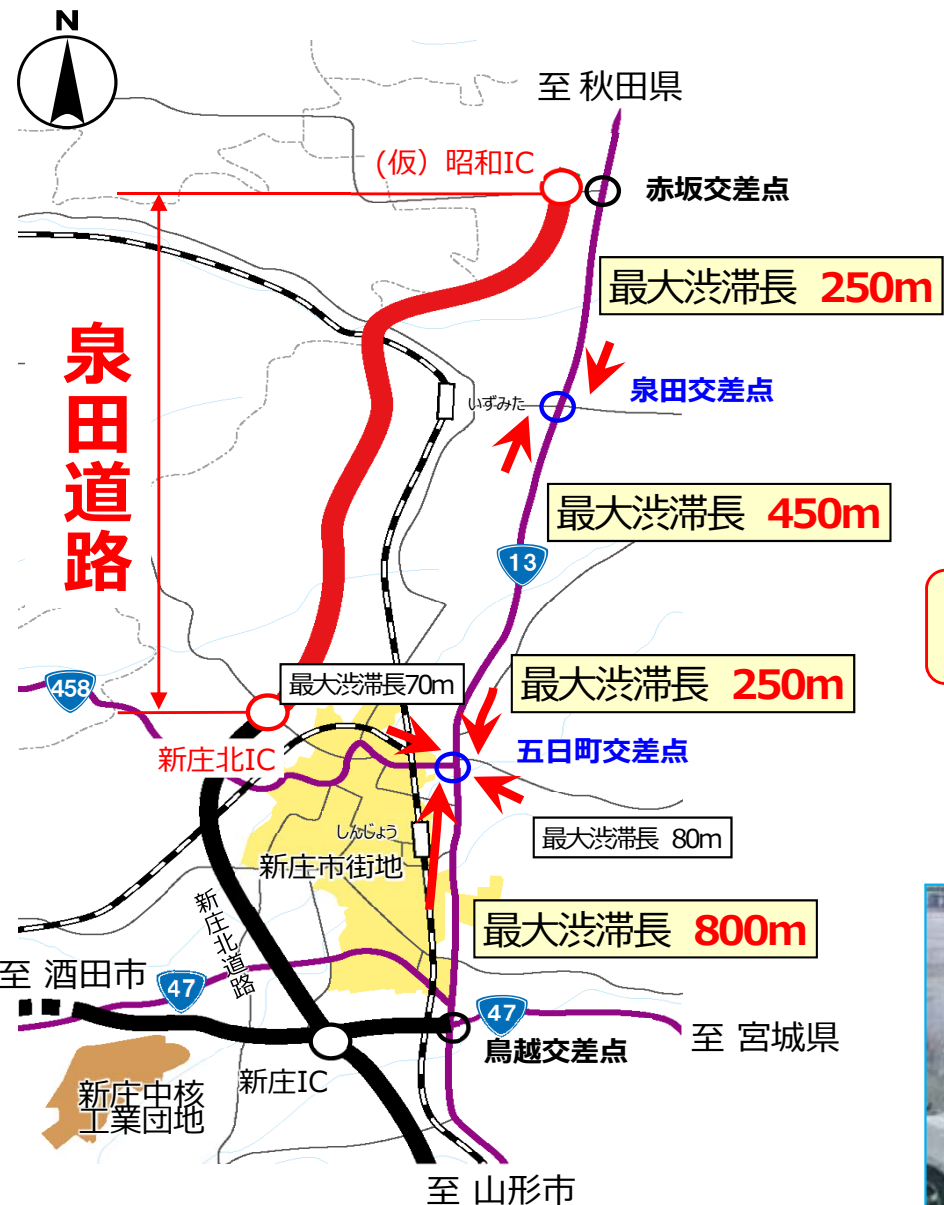 N
至 秋田県
(仮) 昭和IC
赤坂交差点
最大渋滞長 250m
泉田道路
いずみた
泉田交差点
最大渋滞長 450m
13
458
最大渋滞長70m
最大渋滞長 250m
新庄北IC
五日町交差点
しんじょう
新庄市街地
最大渋滞長 80m
新庄北道路
最大渋滞長 800m
至 酒田市
47
47
鳥越交差点
至 宮城県
新庄IC
新庄中核
工業団地
至 山形市